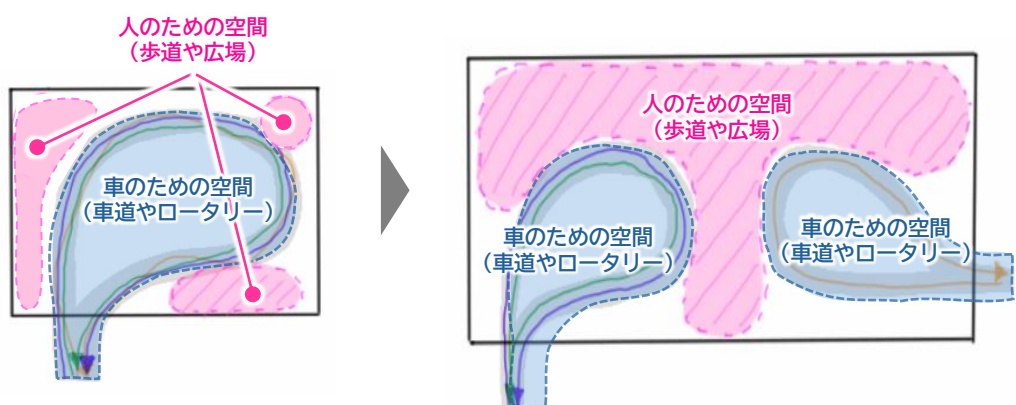 人のための空間
（歩道や広場）
車のための空間
（車道やロータリー）
人のための空間
（歩道や広場）
車のための空間
（車道やロータリー）
車のための空間
（車道やロータリー）